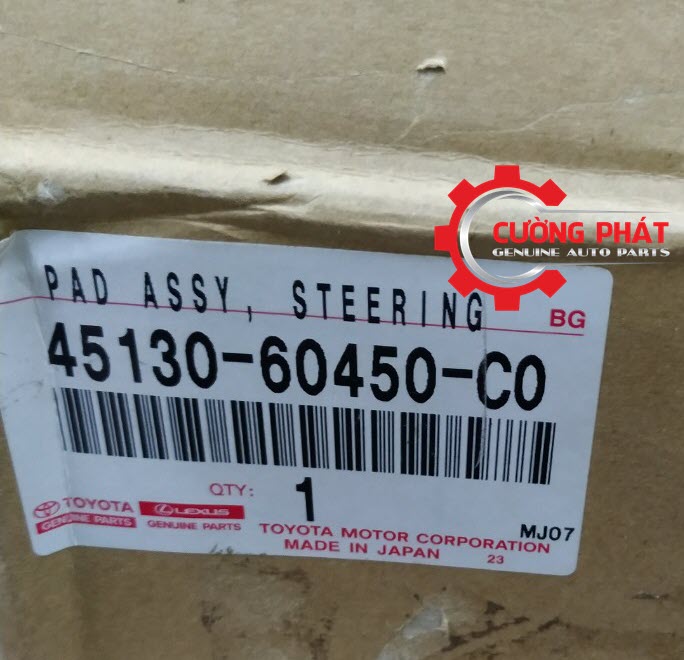 CƯỜNG PHÁT
GENUINE AUTO PARTS
PAD ASSY, STEERING
BG
45130-60450-C0
QTY: 1
TOYOTA
GENUINE PARTS
LEXUS
GENUINE PARTS
TOYOTA MOTOR CORPORATION
MADE IN JAPAN
23
MJ07